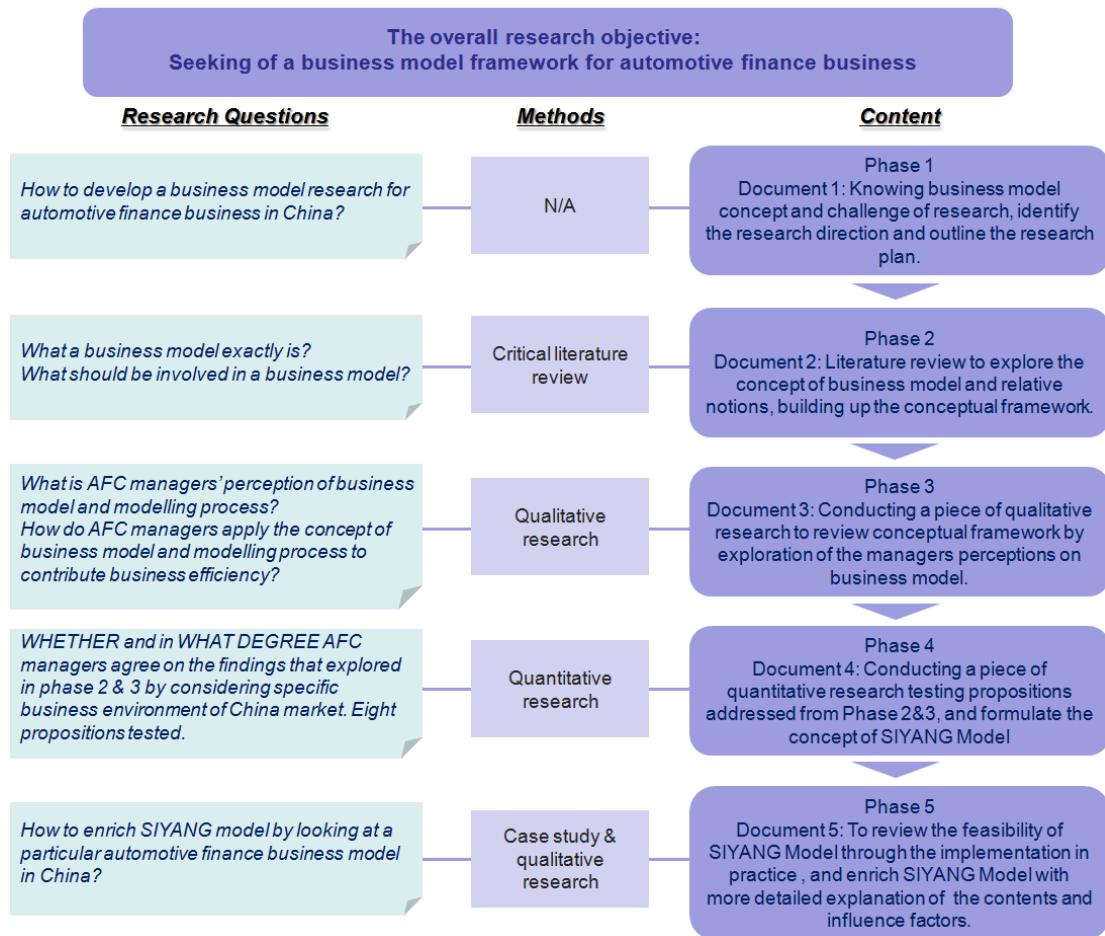 The overall research objective:
Seeking of a business model framework for automotive finance business
Research Questions
Methods
Content
How to develop a business model research for
automotive finance business in China?
N/A
Phase 1
Document 1: Knowing business model
concept and challenge of research, identify
the research direction and outline the research
plan.
What a business model exactly is?
What should be involved in a business model?
Critical literature
review
Phase 2
Document 2: Literature review to explore the
concept of business model and relative
notions, building up the conceptual framework.
What is AFC managers' perception of business
model and modelling process?
How do AFC managers apply the concept of
business model and modelling process to
contribute business efficiency?
Qualitative
research
Phase 3
Document 3: Conducting a piece of qualitative
research to review conceptual framework by
exploration of the managers perceptions on
business model.
WHETHER and in WHAT DEGREE AFC
managers agree on the findings that explored
in phase 2 & 3 by considering specific
business environment of China market. Eight
propositions tested.
Quantitative
research
Phase 4
Document 4: Conducting a piece of
quantitative research testing propositions
addressed from Phase 2&3, and formulate the
concept of SIYANG Model
How to enrich SIYANG model by looking at a
particular automotive finance business model
in China?
Case study &
qualitative
research
Phase 5
Document 5: To review the feasibility of
SIYANG Model through the implementation in
practice , and enrich SIYANG Model with
more detailed explanation of the contents and
influence factors.